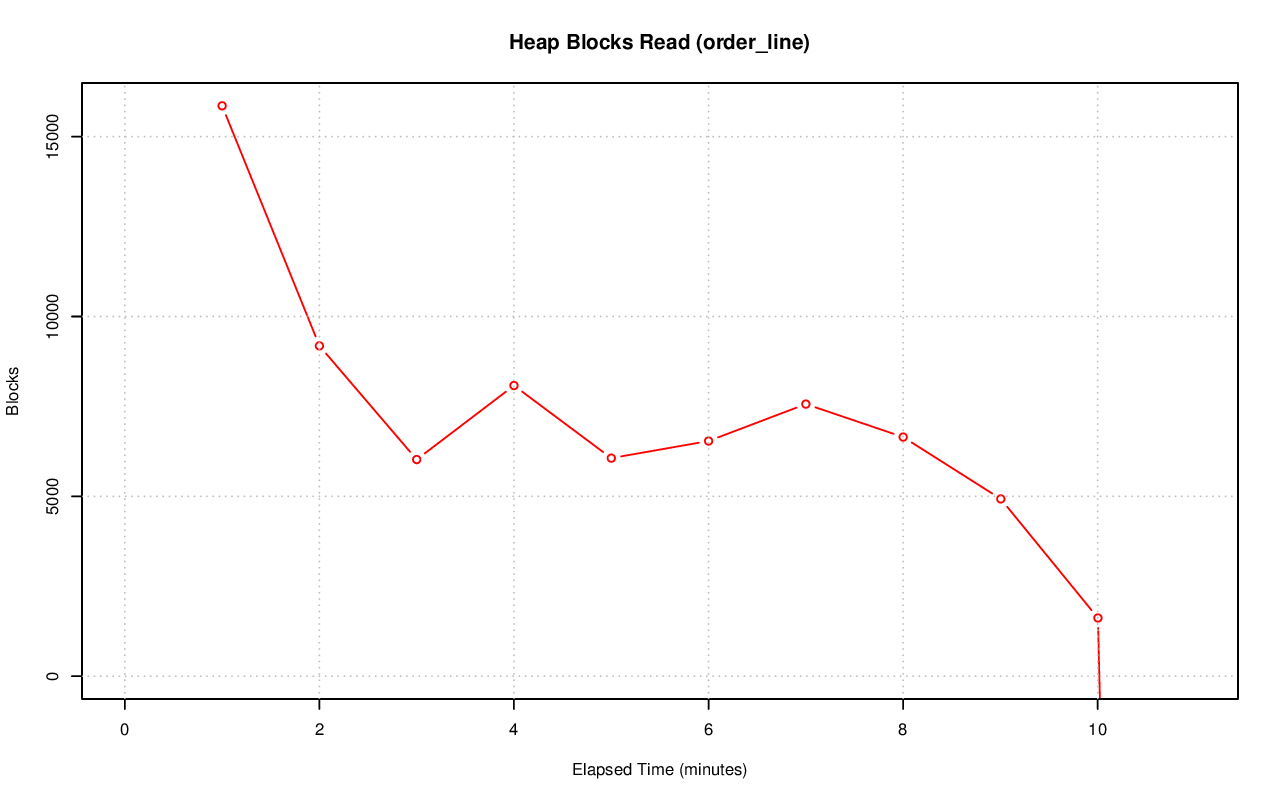 Heap Blocks Read (order_line)
Blocks
15000
10000
5000
0
0 2 4 6 8 10
Elapsed Time (minutes)